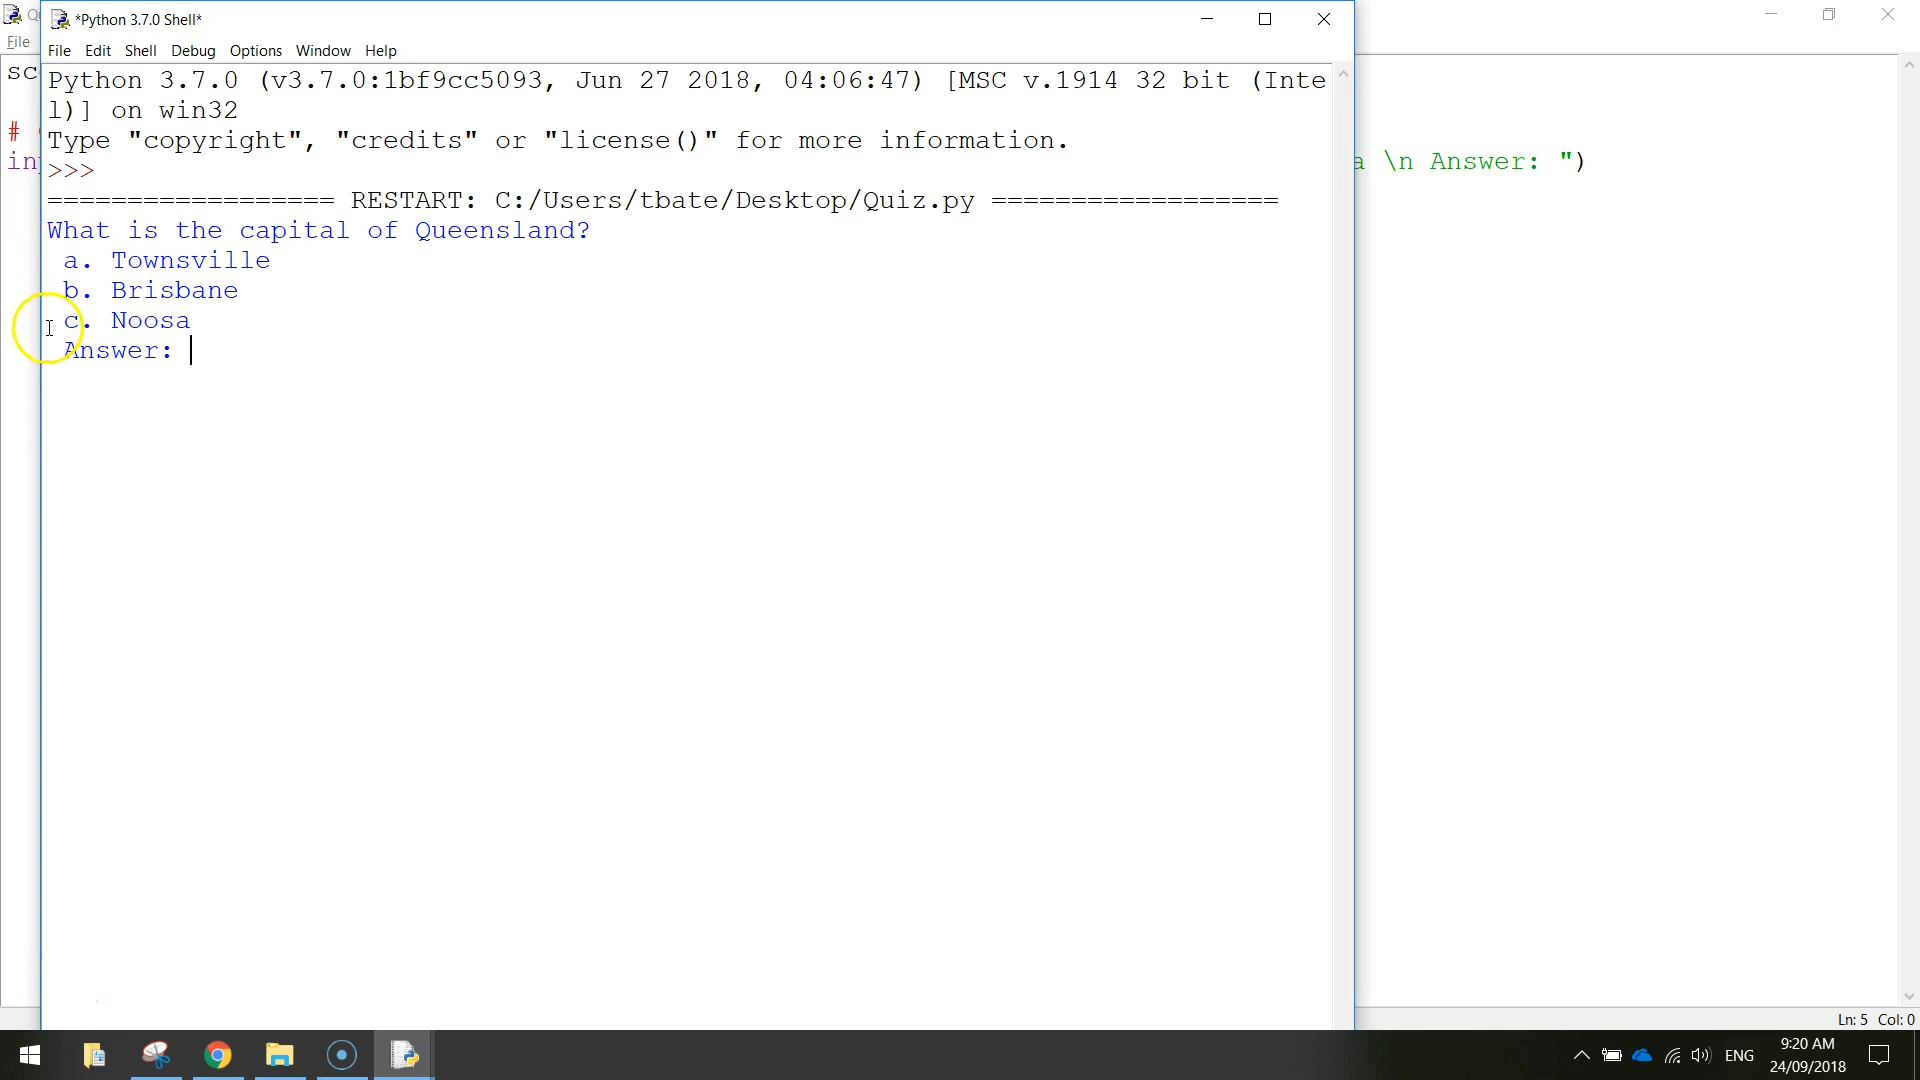 *Python 3.7.0 Shell*
File Edit Shell Debug Options Window Help
File
Python 3.7.0 (v3.7.0:1bf9cc5093, Jun 27 2018, 04:06:47) [MSC v.1914 32 bit (Inte
l)] on win32
Type "copyright", "credits" or "license()" for more information.
>>>
================== RESTART: C:/Users/tbate/Desktop/Quiz.py ==================
What is the capital of Queensland?
a. Townsville
b. Brisbane
c. Noosa
Answer:
sc
#
in
a \n Answer: ")
Ln: 5 Col: 0
ENG
9:20 AM
24/09/2018